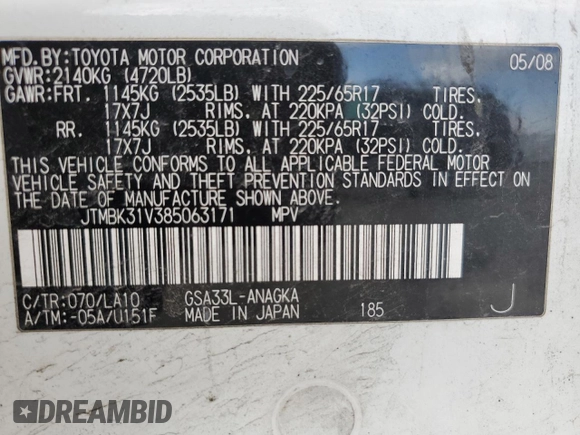 MFD.BY:TOYOTA MOTOR CORPORATION 05/08
GVWR:2140KG (4720LB)
GAWR:FRT. 1145KG (2535LB) WITH 225/65R17 TIRES.
17X7J RIMS. AT 220KPA (32PSI) COLD.
RR. 1145KG (2535LB) WITH 225/65R17 TIRES.
17X7J RIMS. AT 220KPA (32PSI) COLD.
THIS VEHICLE CONFORMS TO ALL APPLICABLE FEDERAL MOTOR
VEHICLE SAFETY AND THEFT PREVENTION STANDARDS IN EFFECT ON
THE DATE OF MANUFACTURE SHOWN ABOVE.
JTMBK31V385063171 MPV
C/TR:070/LA10 GSA33L-ANAGKA
A/TM:-05A/U151F MADE IN JAPAN 185 J
DREAMBID